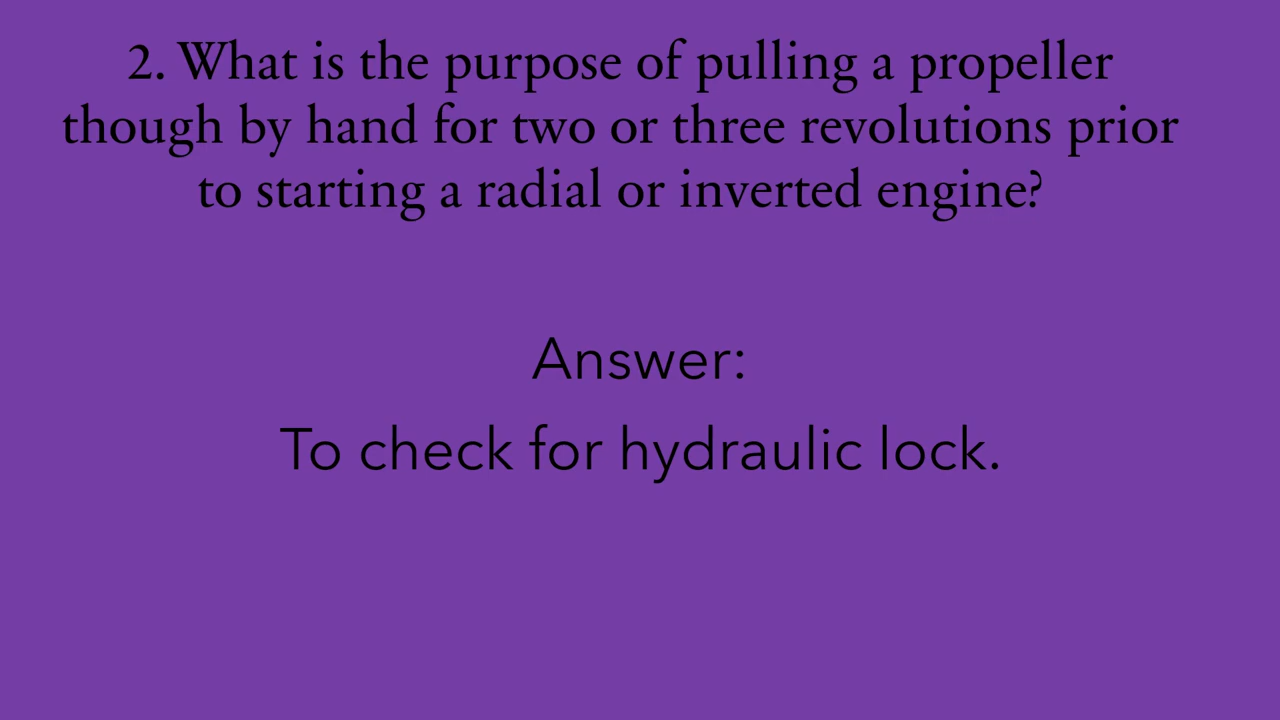 2. What is the purpose of pulling a propeller
though by hand for two or three revolutions prior
to starting a radial or inverted engine?
Answer:
To check for hydraulic lock.